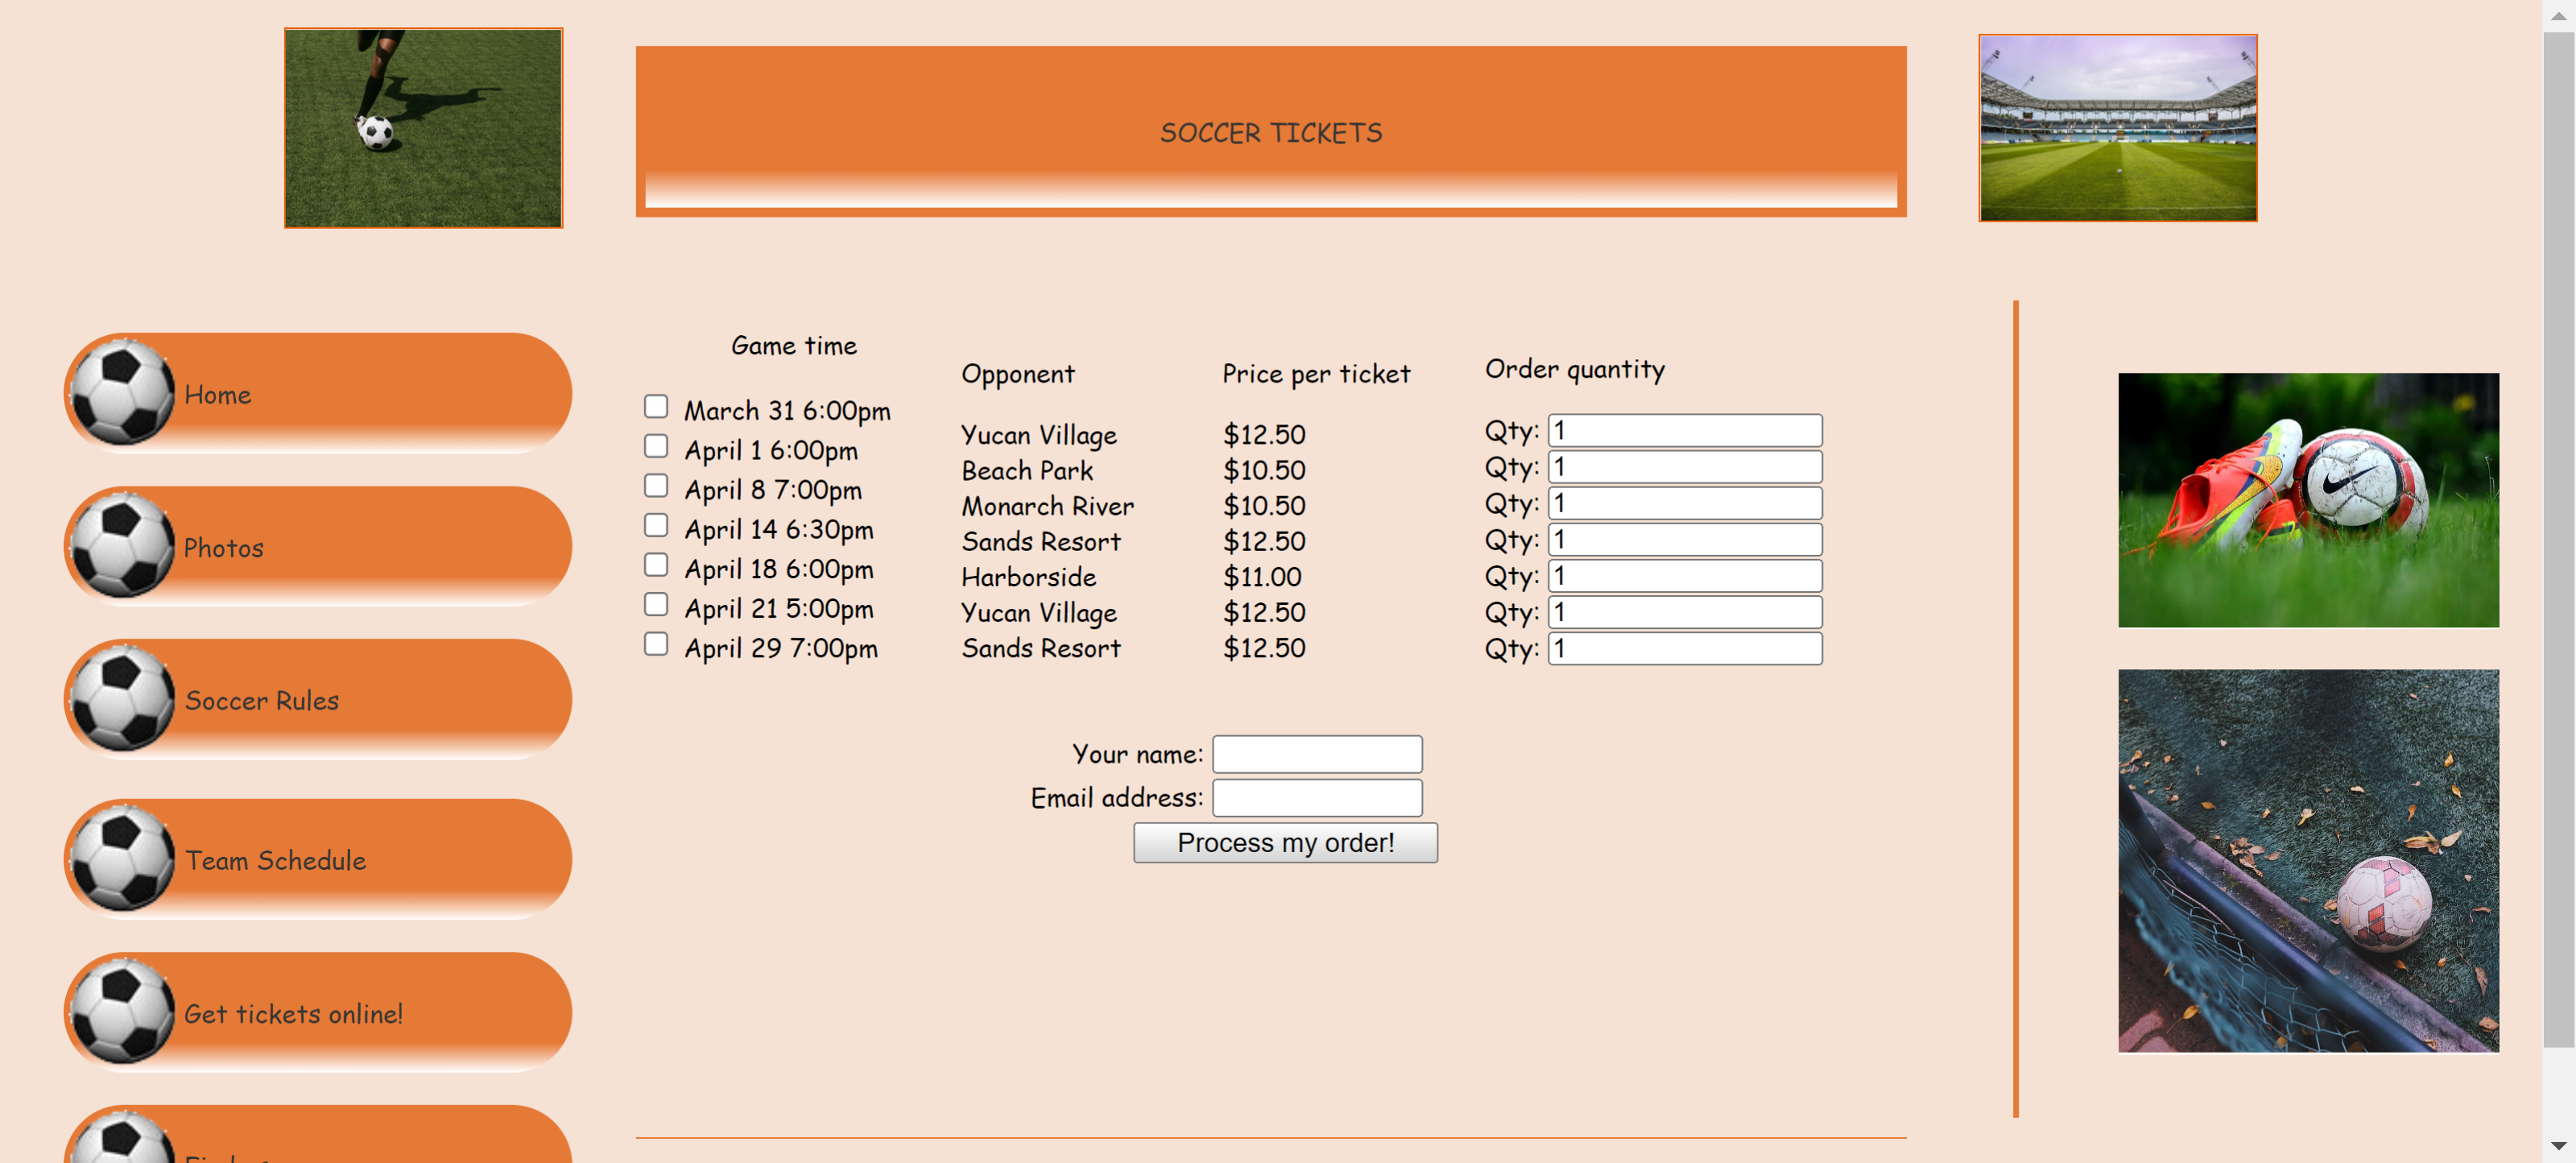 SOCCER TICKETS
Home
Photos
Soccer Rules
Team Schedule
Get tickets online!
Game time
March 31 6:00pm
April 1 6:00pm
April 8 7:00pm
April 14 6:30pm
April 18 6:00pm
April 21 5:00pm
April 29 7:00pm
Opponent
Yucan Village
Beach Park
Monarch River
Sands Resort
Harborside
Yucan Village
Sands Resort
Price per ticket
$12.50
$10.50
$10.50
$12.50
$11.00
$12.50
$12.50
Order quantity
Qty: 1
Qty: 1
Qty: 1
Qty: 1
Qty: 1
Qty: 1
Qty: 1
Your name:
Email address:
Process my order!